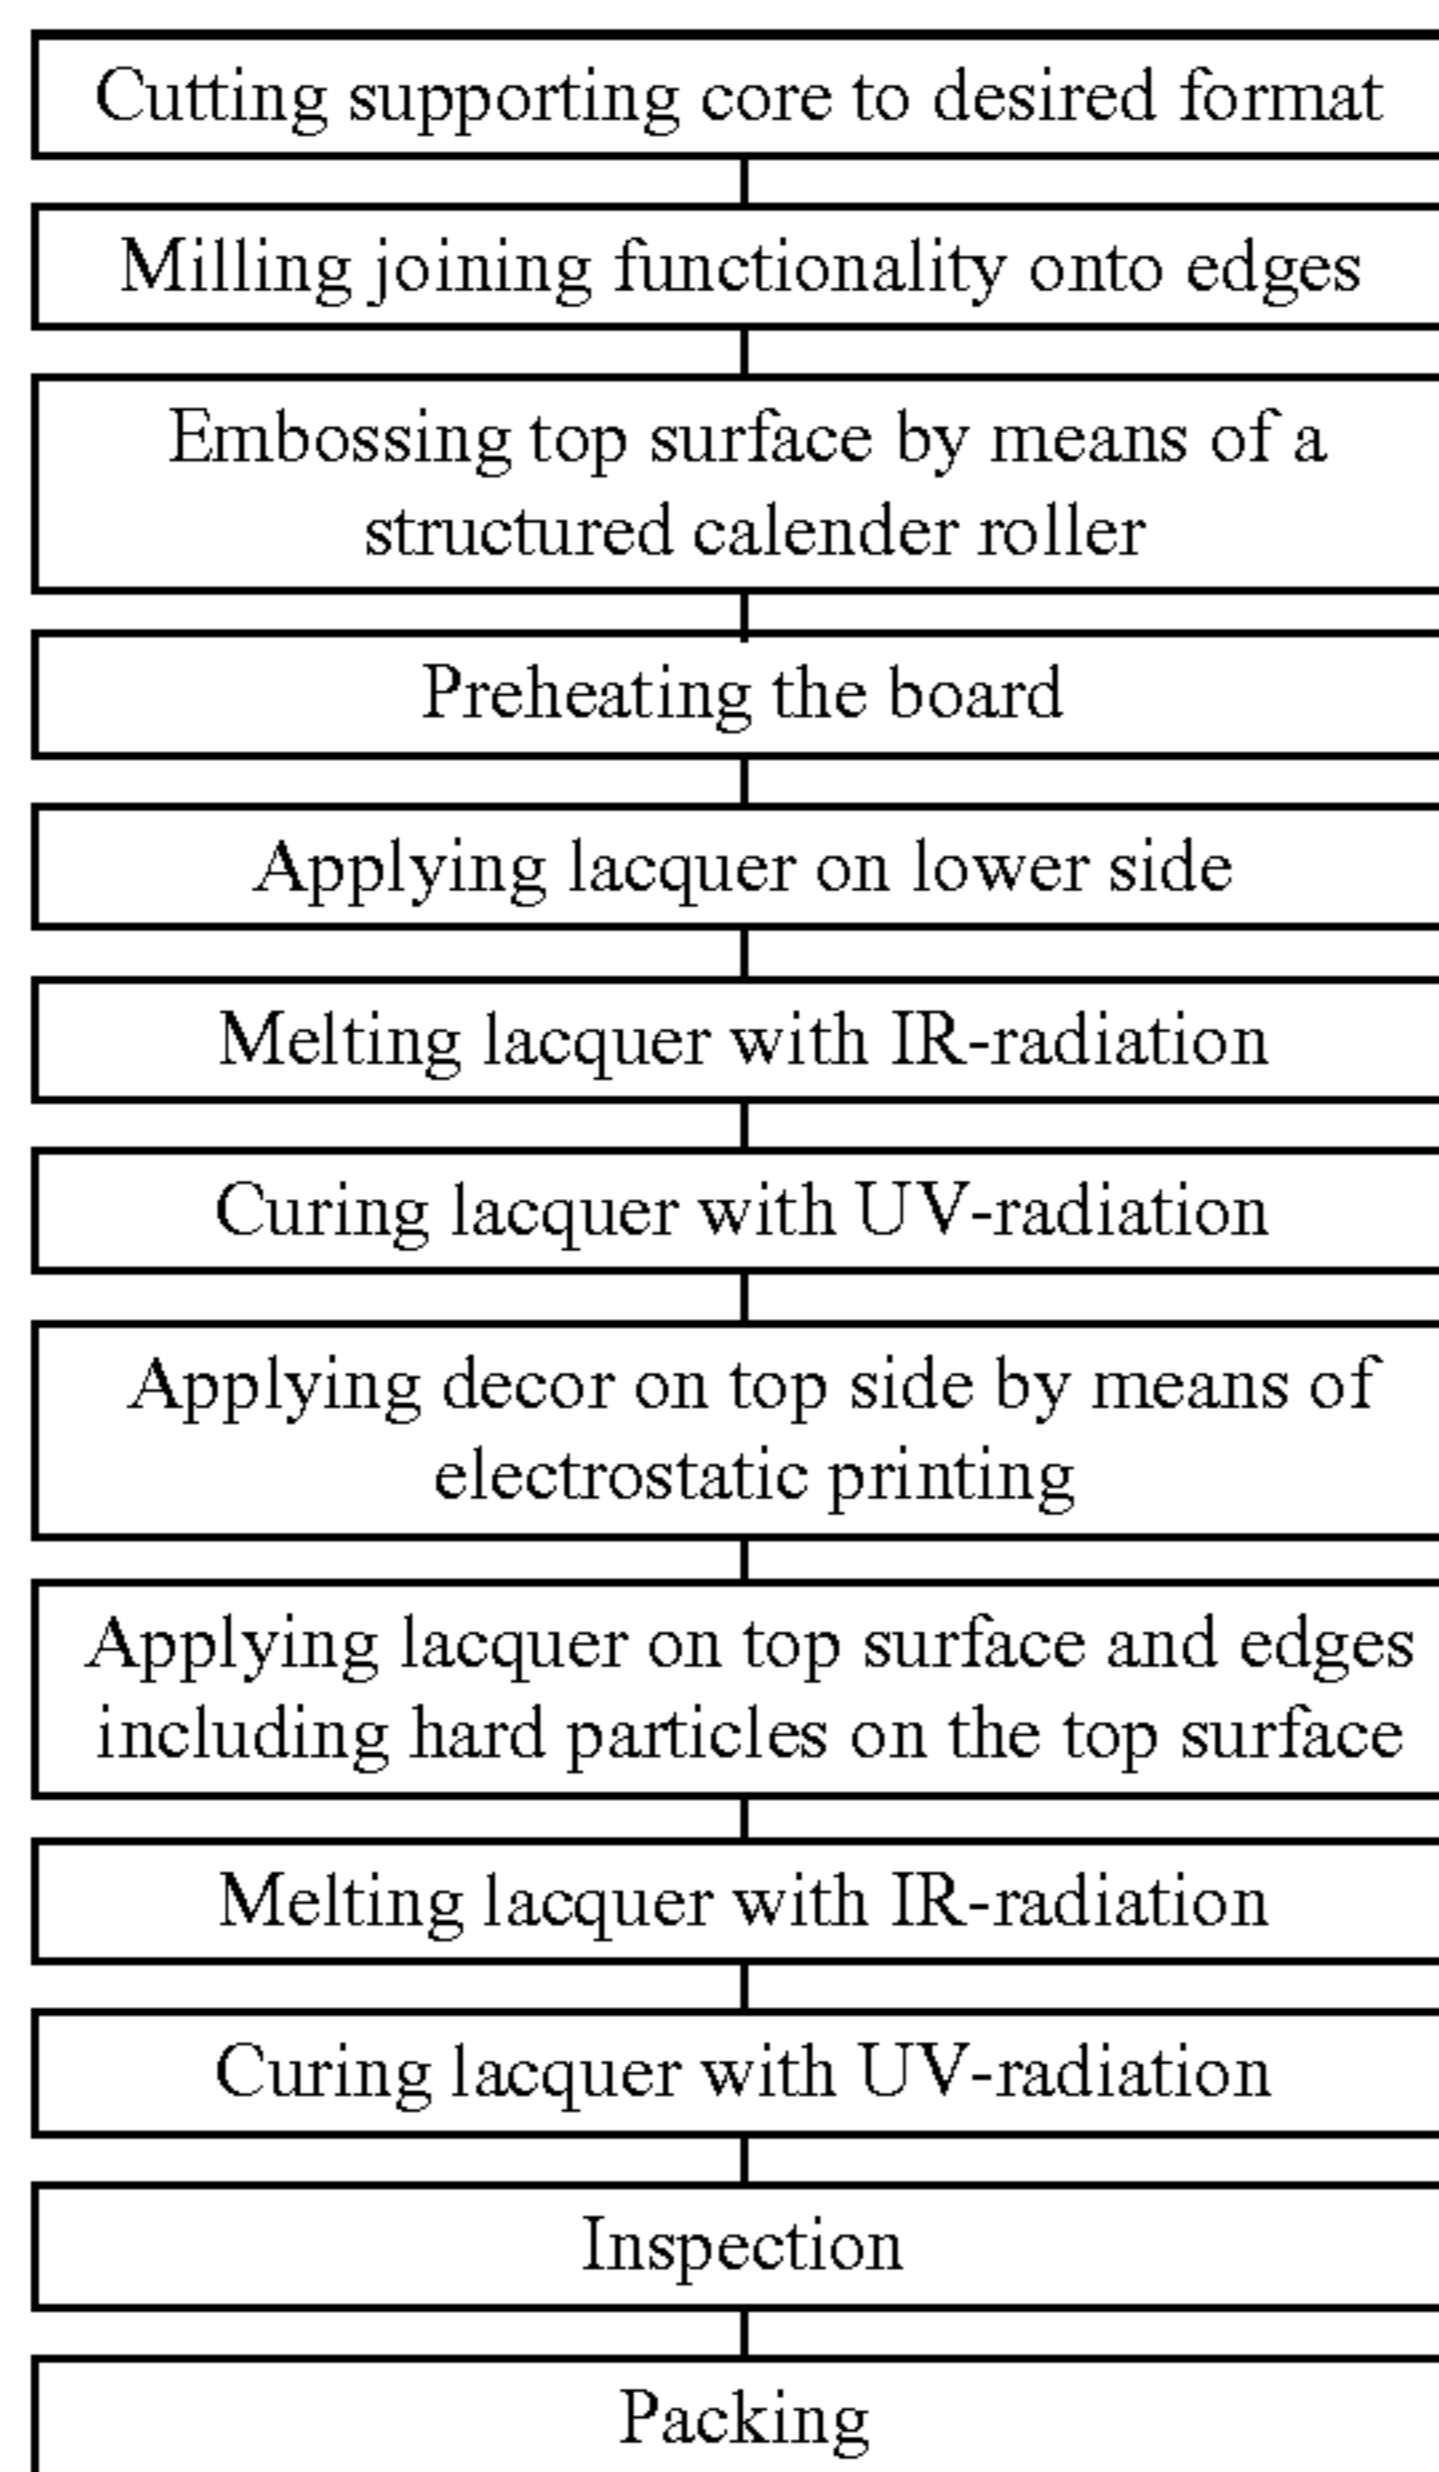 Cutting supporting core to desired format
Milling joining functionality onto edges
Embossing top surface by means of a
structured calender roller
Preheating the board
Applying lacquer on lower side
Melting lacquer with IR-radiation
Curing lacquer with UV-radiation
Applying decor on top side by means of
electrostatic printing
Applying lacquer on top surface and edges
including hard particles on the top surface
Melting lacquer with IR-radiation
Curing lacquer with UV-radiation
Inspection
Packing